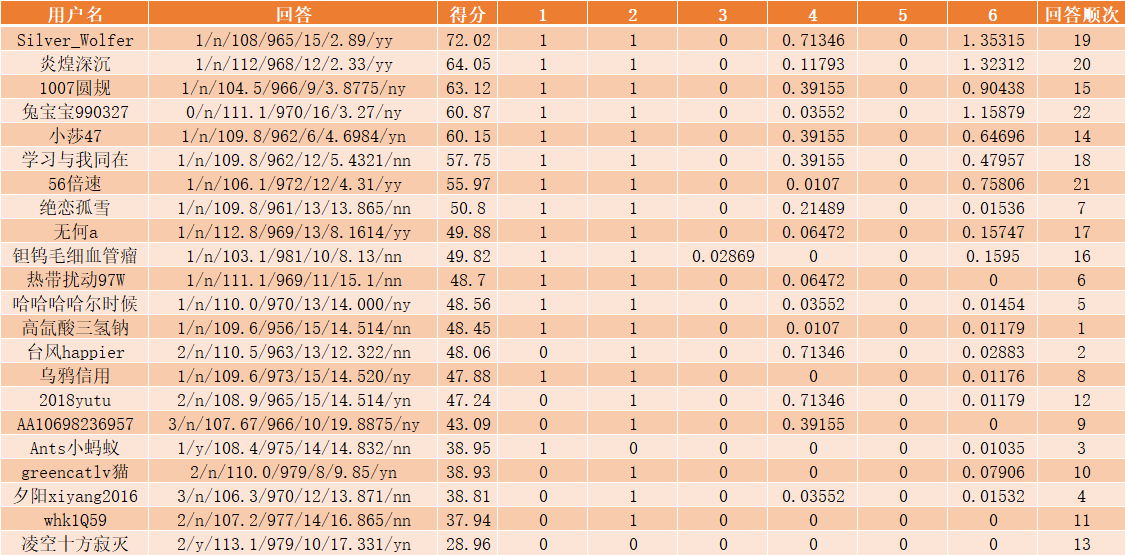 用户名 回答 得分 1 2 3 4 5 6 回答顺次
Silver_Wolfer 1/n/108/965/15/2.89/yy 72.02 1 1 0 0.71346 0 1.35315 19
炎煌深沉 1/n/112/968/12/2.33/yy 64.05 1 1 0 0.11793 0 1.32312 20
1007圆规 1/n/104.5/966/9/3.8775/ny 63.12 1 1 0 0.39155 0 0.90438 15
兔宝宝990327 0/n/111.1/970/16/3.27/ny 60.87 1 1 0 0.03552 0 1.15879 22
小莎47 1/n/109.8/962/6/4.6984/yn 60.15 1 1 0 0.39155 0 0.64696 14
学习与我同在 1/n/109.8/962/12/5.4321/nn 57.75 1 1 0 0.39155 0 0.47957 18
56倍速 1/n/106.1/972/12/4.31/yy 55.97 1 1 0 0.0107 0 0.75806 21
绝恋孤雪 1/n/109.8/961/13/13.865/nn 50.8 1 1 0 0.21489 0 0.01536 7
无何a 1/n/112.8/969/13/8.1614/yy 49.88 1 1 0 0.06472 0 0.15747 17
钽钨毛细血管瘤 1/n/103.1/981/10/8.13/nn 49.82 1 1 0.02869 0 0 0.1595 16
热带扰动97W 1/n/111.1/969/11/15.1/nn 48.7 1 1 0 0.06472 0 0 6
哈哈哈哈尔时候 1/n/110.0/970/13/14.000/ny 48.56 1 1 0 0.03552 0 0.01454 5
高氙酸三氢钠 1/n/109.6/956/15/14.514/nn 48.45 1 1 0 0.0107 0 0.01179 1
台风happier 2/n/110.5/963/13/12.322/nn 48.06 0 1 0 0.71346 0 0.02883 2
乌鸦信用 1/n/109.6/973/15/14.520/ny 47.88 1 1 0 0 0 0.01176 8
2018yutu 2/n/108.9/965/15/14.514/yn 47.24 0 1 0 0.71346 0 0.01179 12
AA10698236957 3/n/107.67/966/10/19.8875/ny 43.09 0 1 0 0.39155 0 0 9
Ants小蚂蚁 1/y/108.4/975/14/14.832/nn 38.95 1 0 0 0 0 0.01035 3
greencatlv猫 2/n/110.0/979/8/9.85/yn 38.93 0 1 0 0 0 0.07906 10
夕阳xiyang2016 3/n/106.3/970/12/13.871/nn 38.81 0 1 0 0.03552 0 0.01532 4
whk1Q59 2/n/107.2/977/14/16.865/nn 37.94 0 1 0 0 0 0 11
凌空十方寂灭 2/y/113.1/979/10/17.331/yn 28.96 0 0 0 0 0 0 13